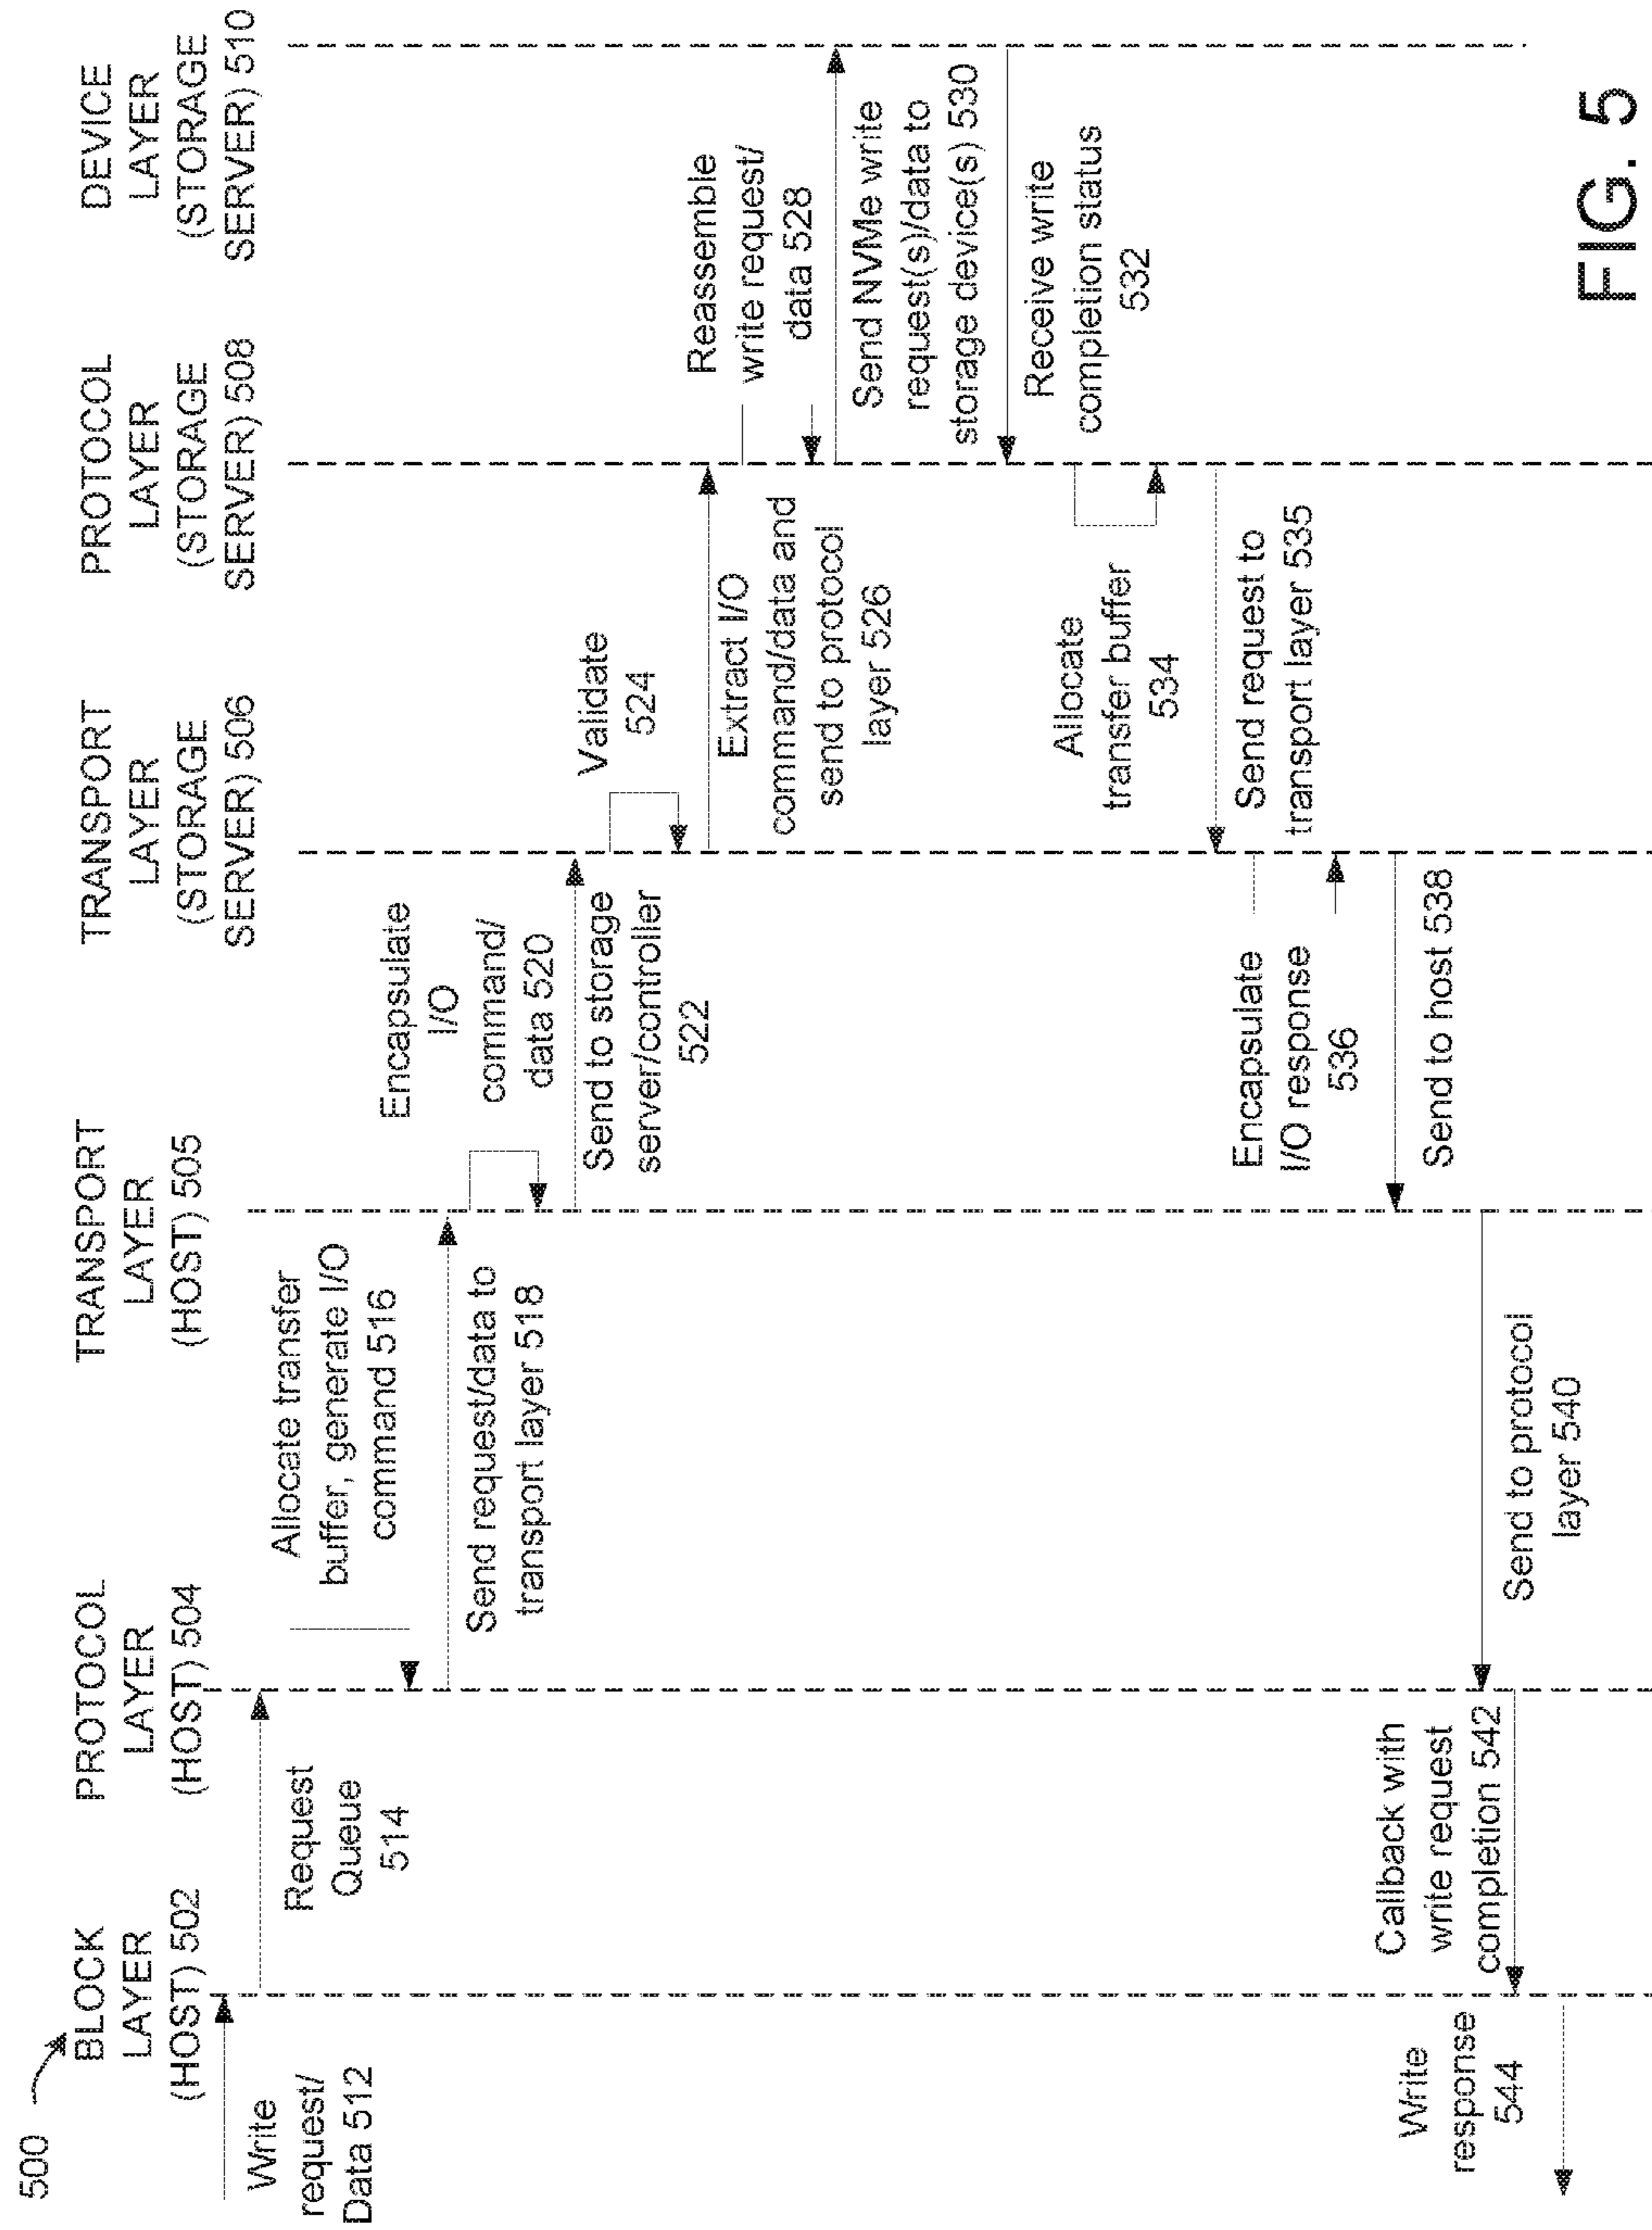 500
BLOCK
LAYER
(HOST) 502
PROTOCOL
LAYER
(HOST) 504
TRANSPORT
LAYER
(HOST) 505
TRANSPORT
LAYER
(STORAGE
SERVER) 506
PROTOCOL
LAYER
(STORAGE
SERVER) 508
DEVICE
LAYER
(STORAGE
SERVER) 510
Write
request/
Data 512
Request
Queue
514
Allocate transfer
buffer, generate I/O
command 516
Send request/data to
transport layer 518
Encapsulate
I/O
command/
data 520
Send to storage
server/controller
522
Validate
524
Extract I/O
command/data and
send to protocol
layer 526
Reassemble
write request/
data 528
Send NVMe write
request(s)/data to
storage device(s) 530
Receive write
completion status
532
Allocate
transfer buffer
534
Send request to
transport layer 535
Encapsulate
I/O response
536
Send to host 538
Send to protocol
layer 540
Callback with
write request
completion 542
Write
response
544
FIG. 5